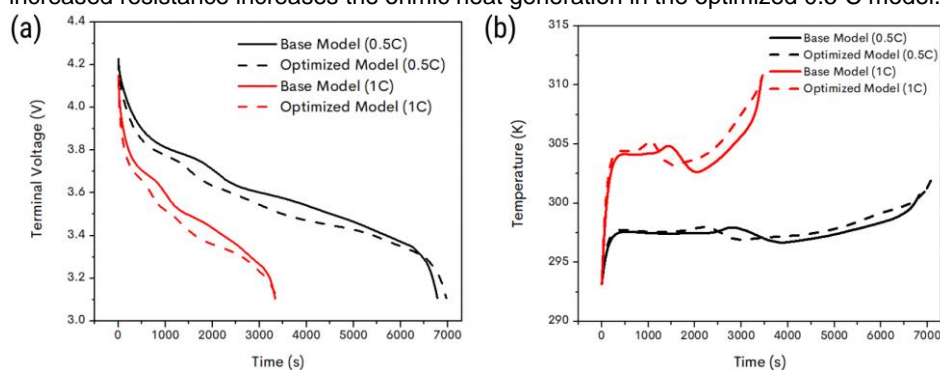 increased resistance increases the ohmic heat generation in the optimized 0.5 C model.
(a)
Base Model (0.5C)
Optimized Model (0.5C)
Base Model (1C)
Optimized Model (1C)
4.4
4.2
4.0
3.8
3.6
3.4
3.2
3.0
Terminal Voltage (V)
0 1000 2000 3000 4000 5000 6000 7000
Time (s)
(b)
Base Model (0.5C)
Optimized Model (0.5C)
Base Model (1C)
Optimized Model (1C)
315
310
305
300
295
290
Temperature (K)
0 1000 2000 3000 4000 5000 6000 7000
Time (s)